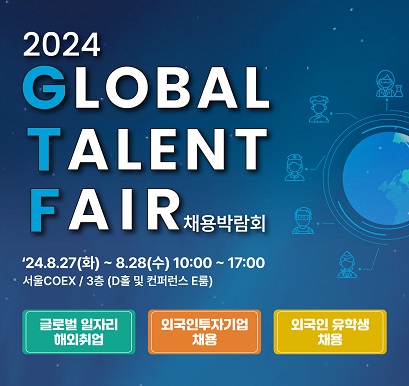 2024
GLOBAL
TALENT
FAIR 채용박람회
'24.8.27(화) ~ 8.28(수) 10:00 ~ 17:00
서울COEX / 3층 (D홀 및 컨퍼런스 E룸)
글로벌 일자리 외국인투자기업 외국인 유학생
해외취업 채용 채용